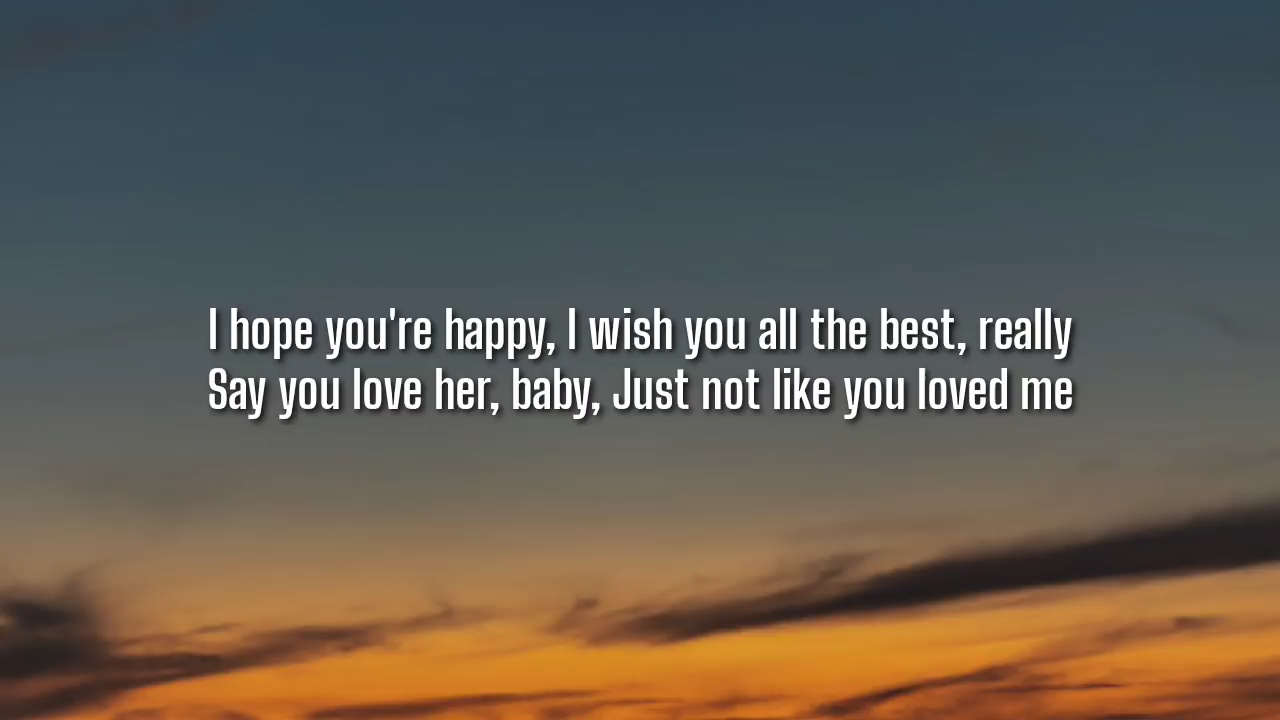 I hope you're happy, I wish you all the best, really
Say you love her, baby, Just not like you loved me